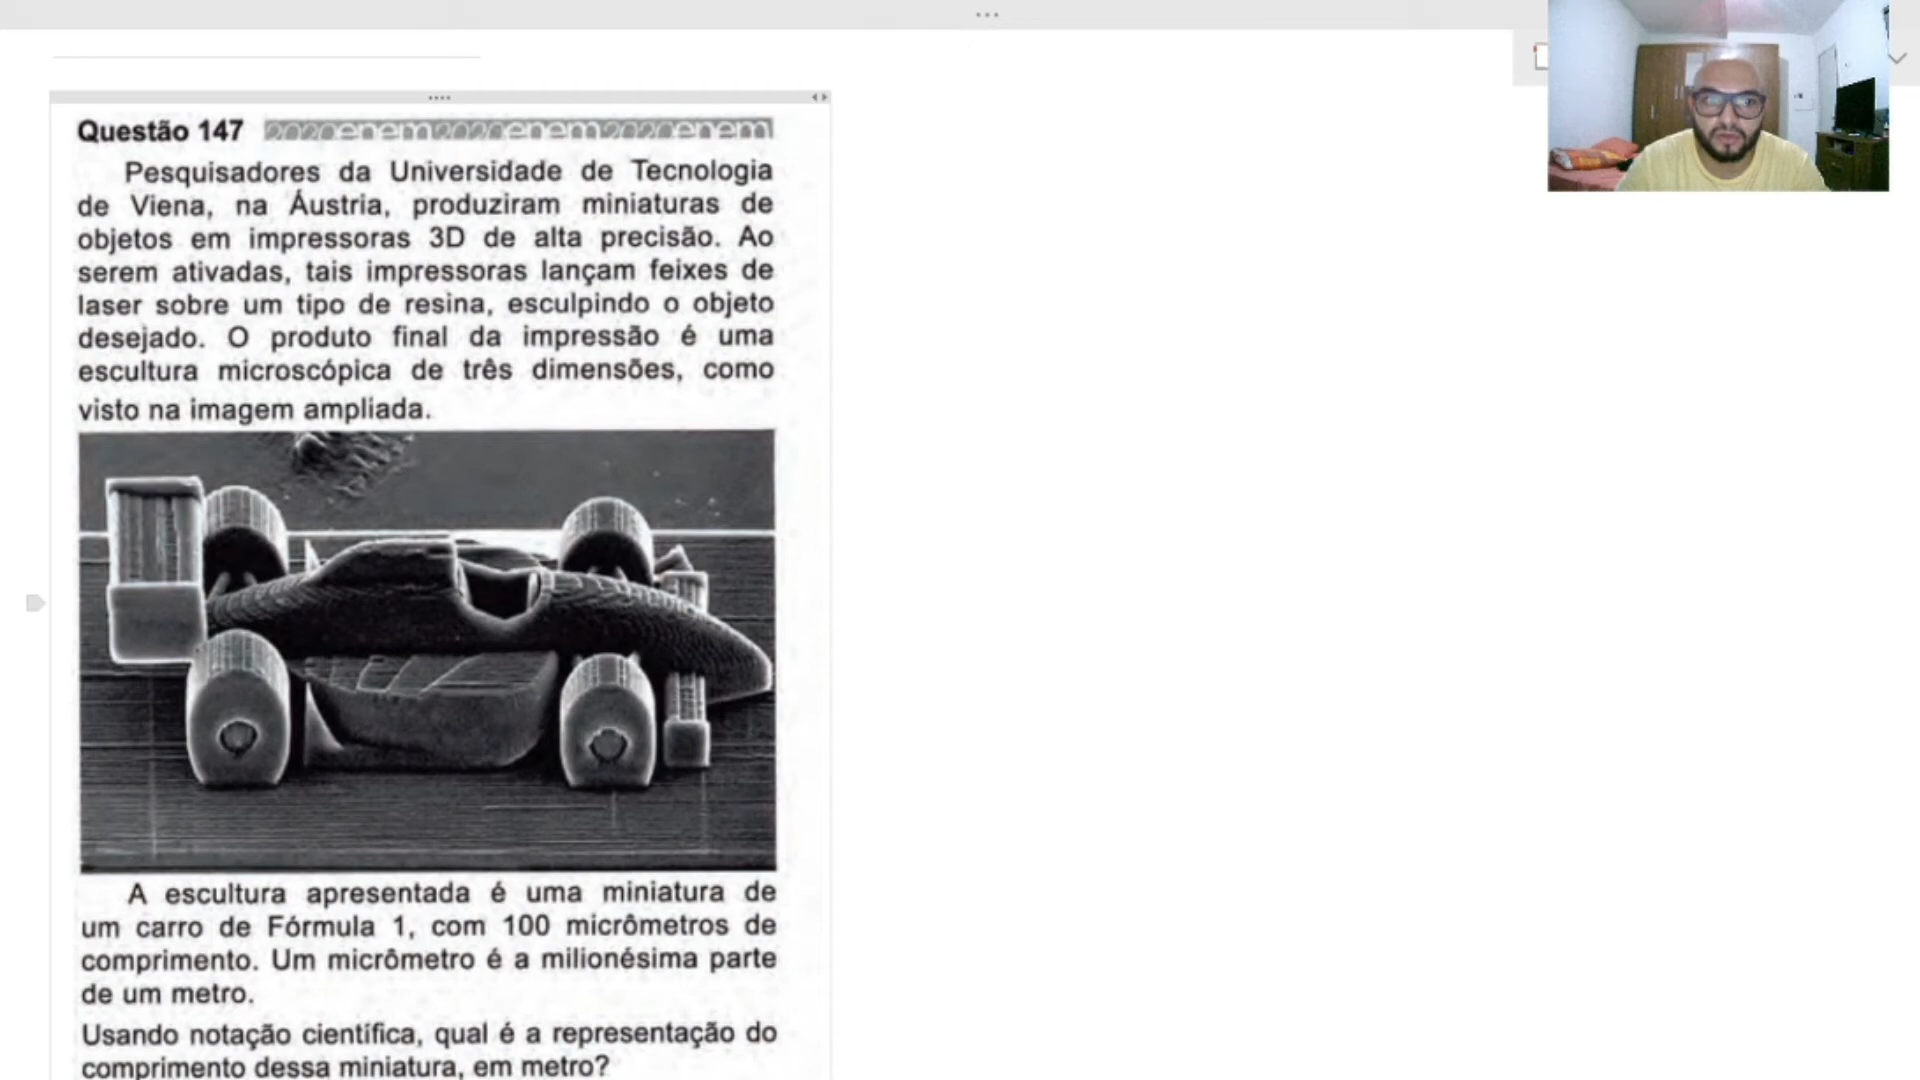 Questão 147 2020enem2020enem2020enem
Pesquisadores da Universidade de Tecnologia
de Viena, na Áustria, produziram miniaturas de
objetos em impressoras 3D de alta precisão. Ao
serem ativadas, tais impressoras lançam feixes de
laser sobre um tipo de resina, esculpindo o objeto
desejado. O produto final da impressão é uma
escultura microscópica de três dimensões, como
visto na imagem ampliada.
A escultura apresentada é uma miniatura de
um carro de Fórmula 1, com 100 micrômetros de
comprimento. Um micrômetro é a milionésima parte
de um metro.
Usando notação científica, qual é a representação do
comprimento dessa miniatura, em metro?